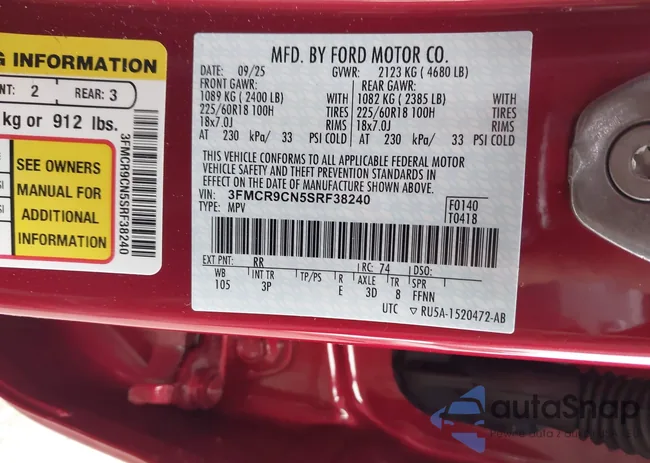 G INFORMATION
NT: 2 REAR: 3
kg or 912 lbs.
SEE OWNERS
MANUAL FOR
ADDITIONAL
INFORMATION
3FMCR9CN5SRF38240
MFD. BY FORD MOTOR CO.
DATE: 09/25 GVWR: 2123 KG ( 4680 LB)
FRONT GAWR: REAR GAWR:
1089 KG ( 2400 LB) WITH 1082 KG ( 2385 LB) WITH
225/60R18 100H TIRES 225/60R18 100H TIRES
18x7.0J RIMS 18x7.0J RIMS
AT 230 kPa/ 33 PSI COLD AT 230 kPa/ 33 PSI COLD
THIS VEHICLE CONFORMS TO ALL APPLICABLE FEDERAL MOTOR
VEHICLE SAFETY AND THEFT PREVENTION STANDARDS IN
EFFECT ON THE DATE OF MANUFACTURE SHOWN ABOVE.
VIN: 3FMCR9CN5SRF38240 F0140
TYPE: MPV T0418
EXT PNT: RR RC: 74 DSO:
WB INT TR TP/PS R AXLE TR SPR
105 3P E 3D 8 FFNN
UTC ▽ RU5A-1520472-AB
autoShap